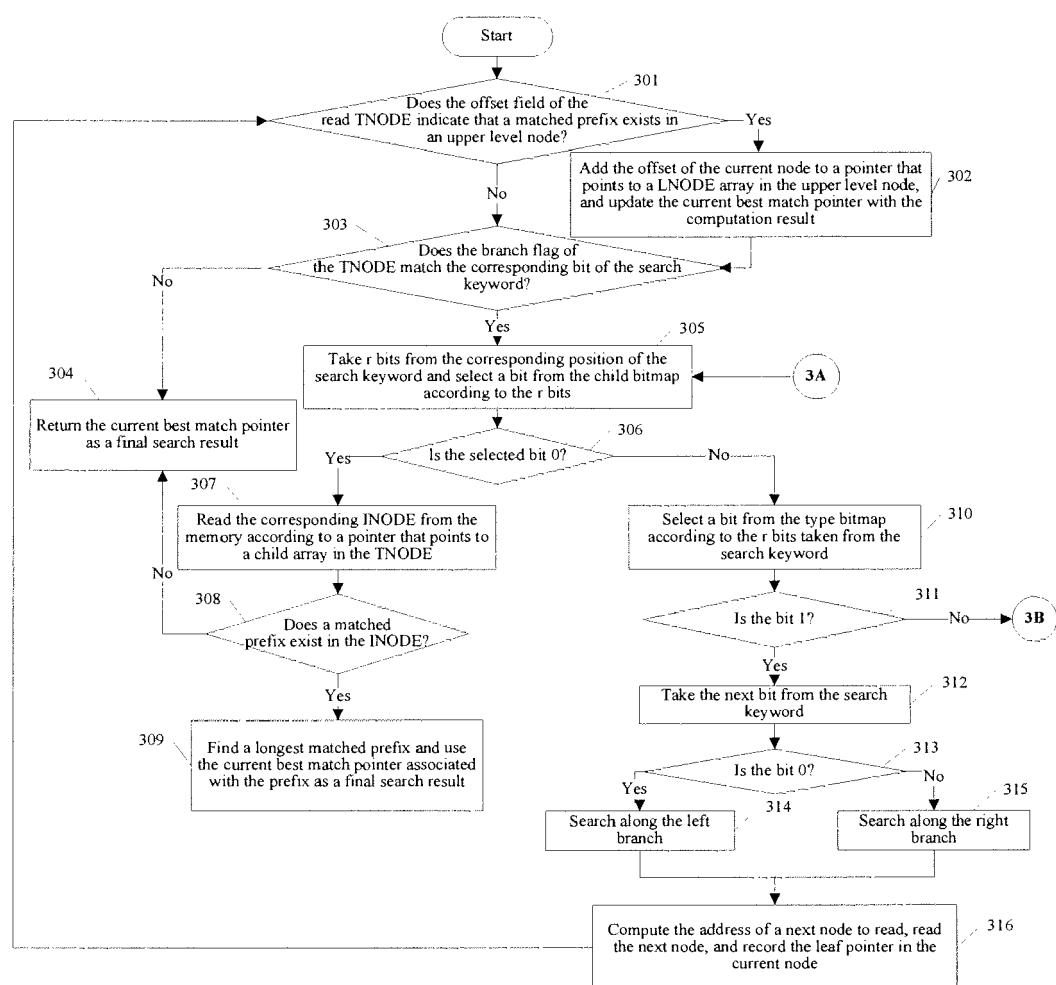 Start
301
Does the offset field of the
read TNODE indicate that a matched prefix exists in
an upper level node?
Yes
Add the offset of the current node to a pointer that
points to a LNODE array in the upper level node,
and update the current best match pointer with the
computation result
302
No
303
Does the branch flag of
the TNODE match the corresponding bit of the search
keyword?
No
Yes
305
Take r bits from the corresponding position of the
search keyword and select a bit from the child bitmap
according to the r bits
3A
304
Return the current best match pointer
as a final search result
306
Is the selected bit 0?
Yes
No
307
Read the corresponding INODE from the
memory according to a pointer that points to
a child array in the TNODE
Select a bit from the type bitmap
according to the r bits taken from the
search keyword
310
No
308
Does a matched
prefix exist in the INODE?
311
Is the bit 1?
No
3B
Yes
Yes
312
Take the next bit from the search
keyword
309
Find a longest matched prefix and use
the current best match pointer associated
with the prefix as a final search result
313
Is the bit 0?
Yes
No
314
315
Search along the left
branch
Search along the right
branch
Compute the address of a next node to read, read
the next node, and record the leaf pointer in the
current node
316